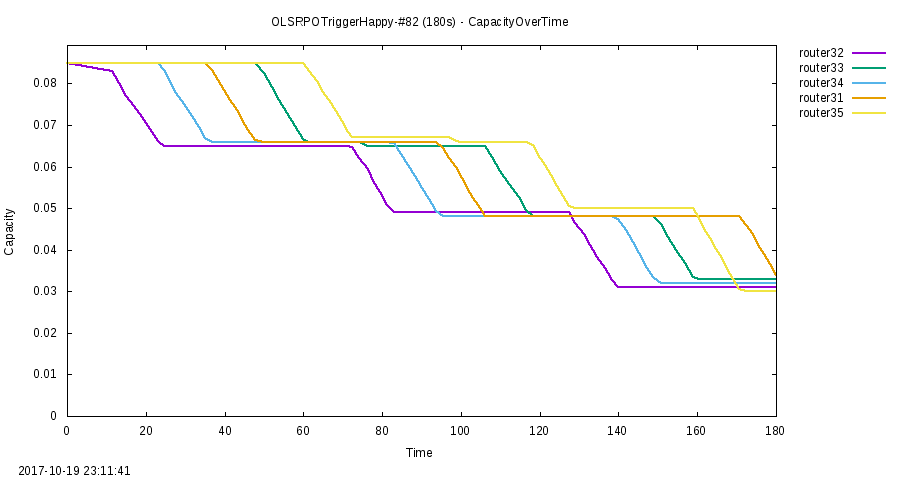 OLSRPOTriggerHappy-#82 (180s) - CapacityOverTime
router32
router33
router34
router31
router35
0.08
0.07
0.06
0.05
0.04
0.03
0.02
0.01
0
Capacity
0 20 40 60 80 100 120 140 160 180
Time
2017-10-19 23:11:41